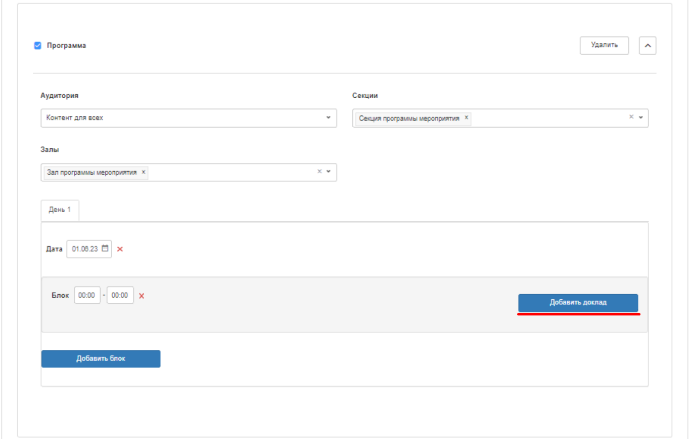 Программа
Удалить
Аудитория
Секции
Контент для всех
Секция программы мероприятия ×
Залы
Зал программы мероприятия ×
День 1
Дата 01.06.23
Блок 00:00 - 00:00
Добавить доклад
Добавить блок